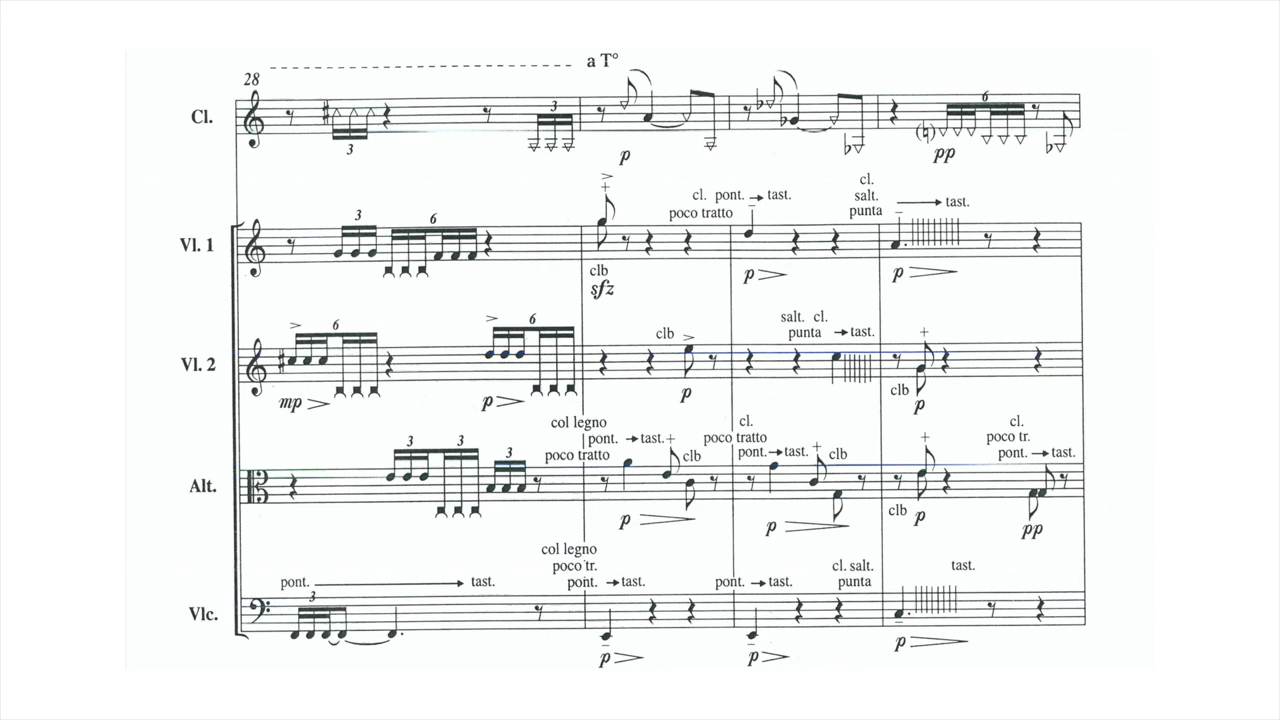 28 a T°
Cl. 3 3 6
p pp
cl. pont. tast. cl. salt. tast.
poco tratto punta
Vl. 1 3 6
clb p p
sfz
salt. cl.
6 6 clb punta tast.
Vl. 2
mp p p clb p
col legno cl. cl.
pont. tast. clb poco tratto pont. tast. clb poco tr.
poco tratto pont. tast.
3 3 3
Alt.
p p clb p pp
col legno
poco tr. cl. salt. tast.
pont. tast. pont. tast. pont. tast. punta
3
Vlc.
p p p